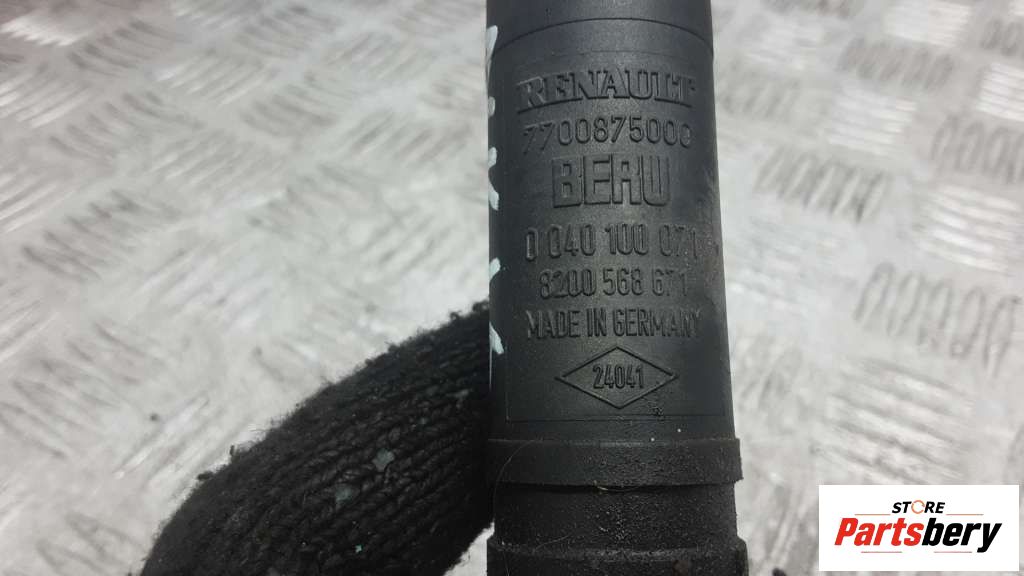 RENAULT
7700875000
BERU
0 040 100 071
8200 568 671
MADE IN GERMANY
24041
STORE
Partsbery